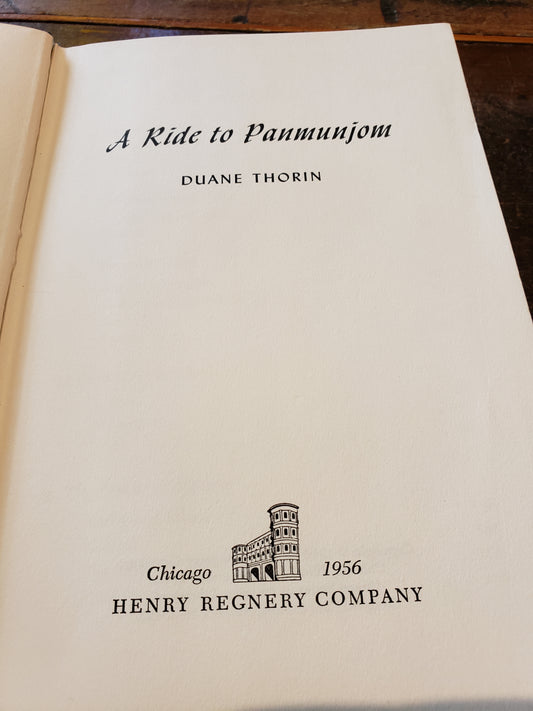 A Ride to Panmunjom
DUANE THORIN
Chicago 1956
HENRY REGNERY COMPANY